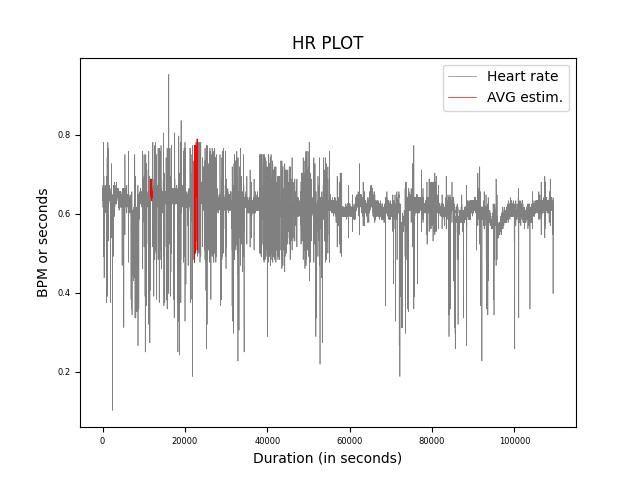 HR PLOT
Heart rate
AVG estim.
0.8
0.6
0.4
0.2
BPM or seconds
0 20000 40000 60000 80000 100000
Duration (in seconds)